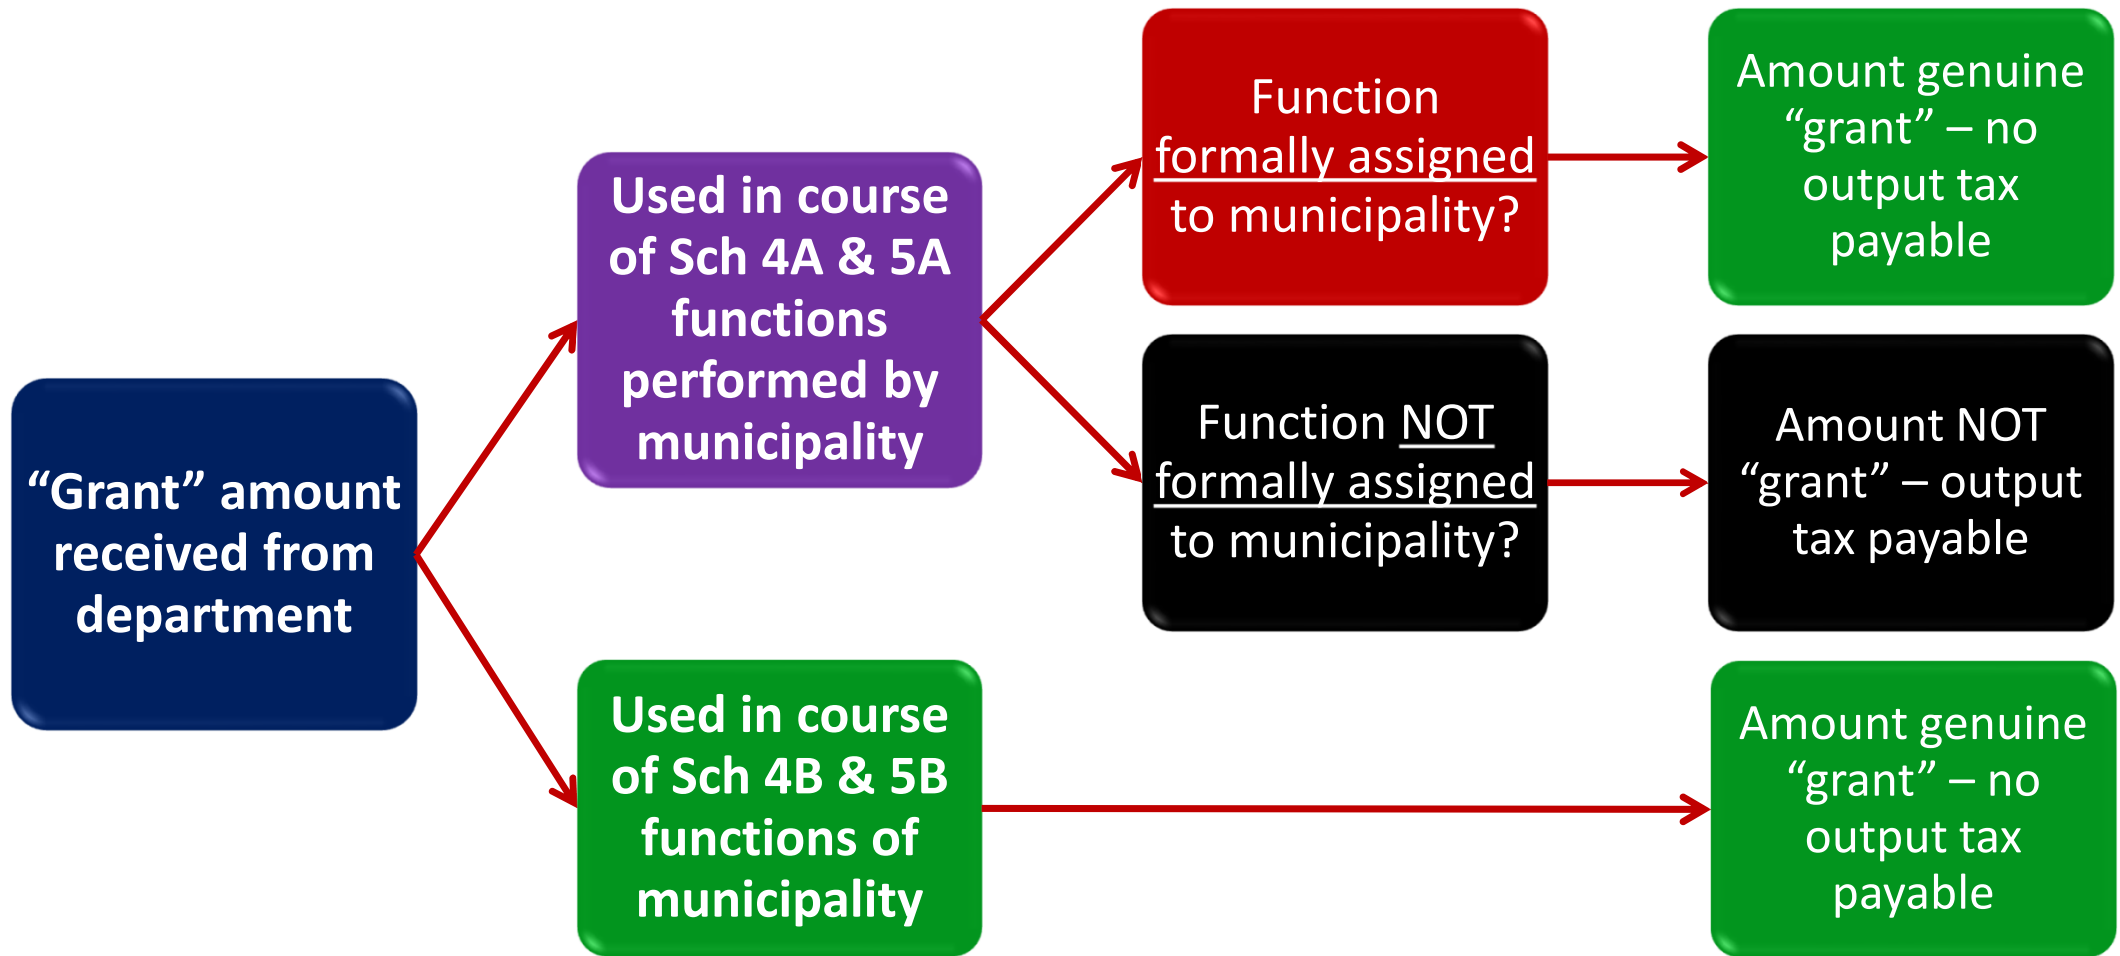 “Grant” amount
received from
department
Used in course
of Sch 4A & 5A
functions
performed by
municipality
Function
formally assigned
to municipality?
Amount genuine
“grant” – no
output tax
payable
Function NOT
formally assigned
to municipality?
Amount NOT
“grant” – output
tax payable
Used in course
of Sch 4B & 5B
functions of
municipality
Amount genuine
“grant” – no
output tax
payable